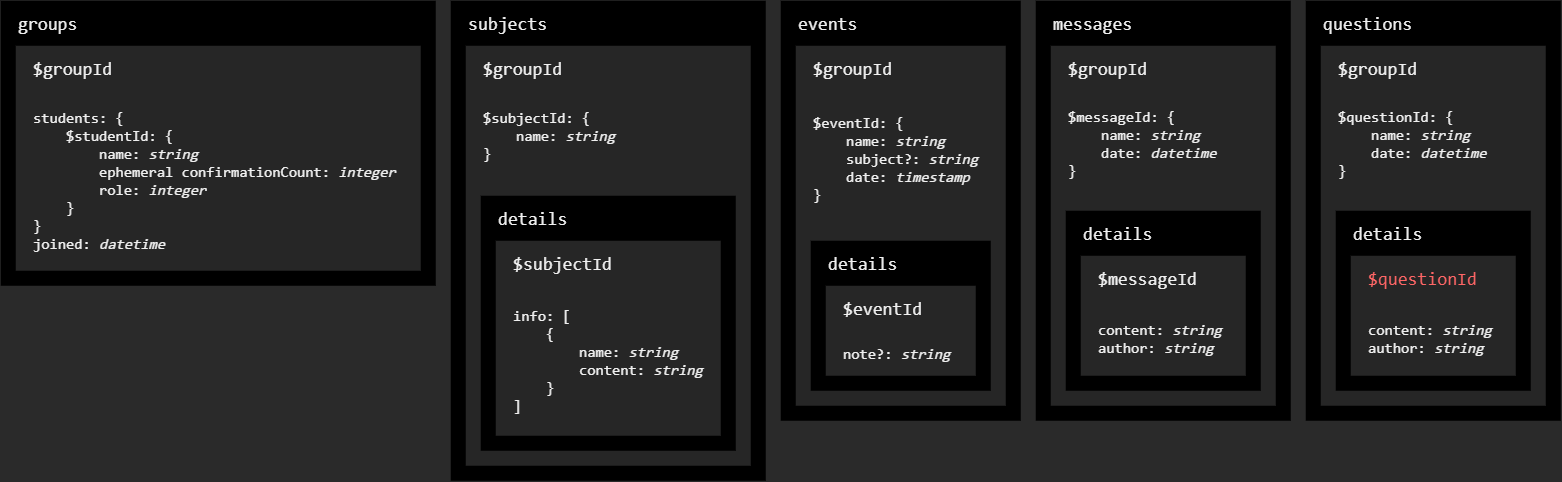 groups
$groupId
students: {
$studentId: {
name: string
ephemeral confirmationCount: integer
role: integer
}
}
joined: datetime
subjects
$groupId
$subjectId: {
name: string
}
details
$subjectId
info: [
{
name: string
content: string
}
]
events
$groupId
$eventId: {
name: string
subject?: string
date: timestamp
}
details
$eventId
note?: string
messages
$groupId
$messageId: {
name: string
date: datetime
}
details
$messageId
content: string
author: string
questions
$groupId
$questionId: {
name: string
date: datetime
}
details
$questionId
content: string
author: string